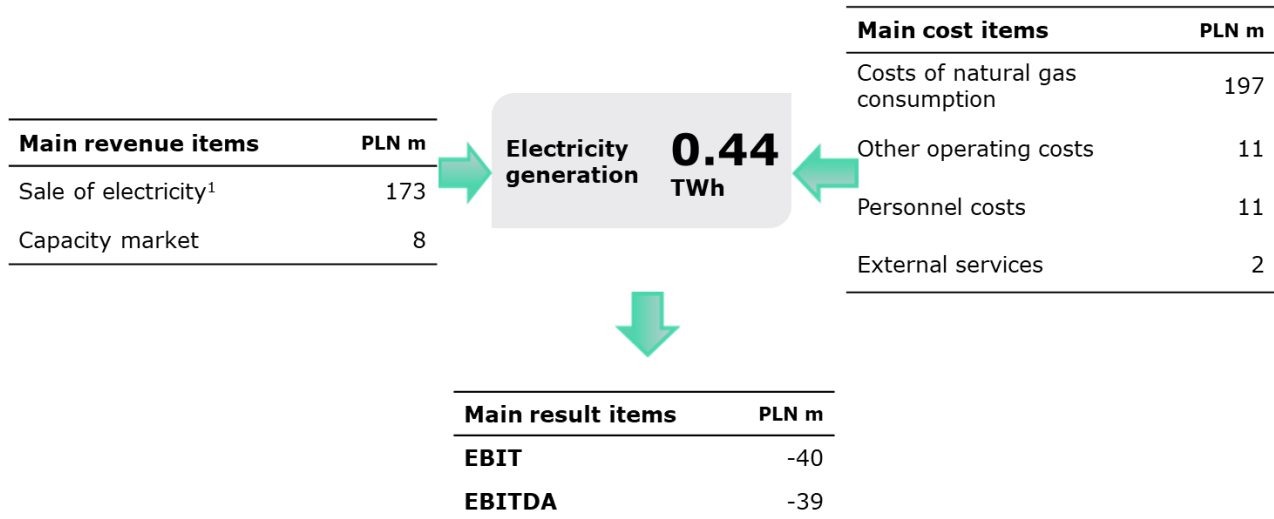 Main revenue items PLN m
Sale of electricity¹ 173
Capacity market 8
Electricity
generation
0.44
TWh
Main cost items PLN m
Costs of natural gas
consumption 197
Other operating costs 11
Personnel costs 11
External services 2
Main result items PLN m
EBIT -40
EBITDA -39